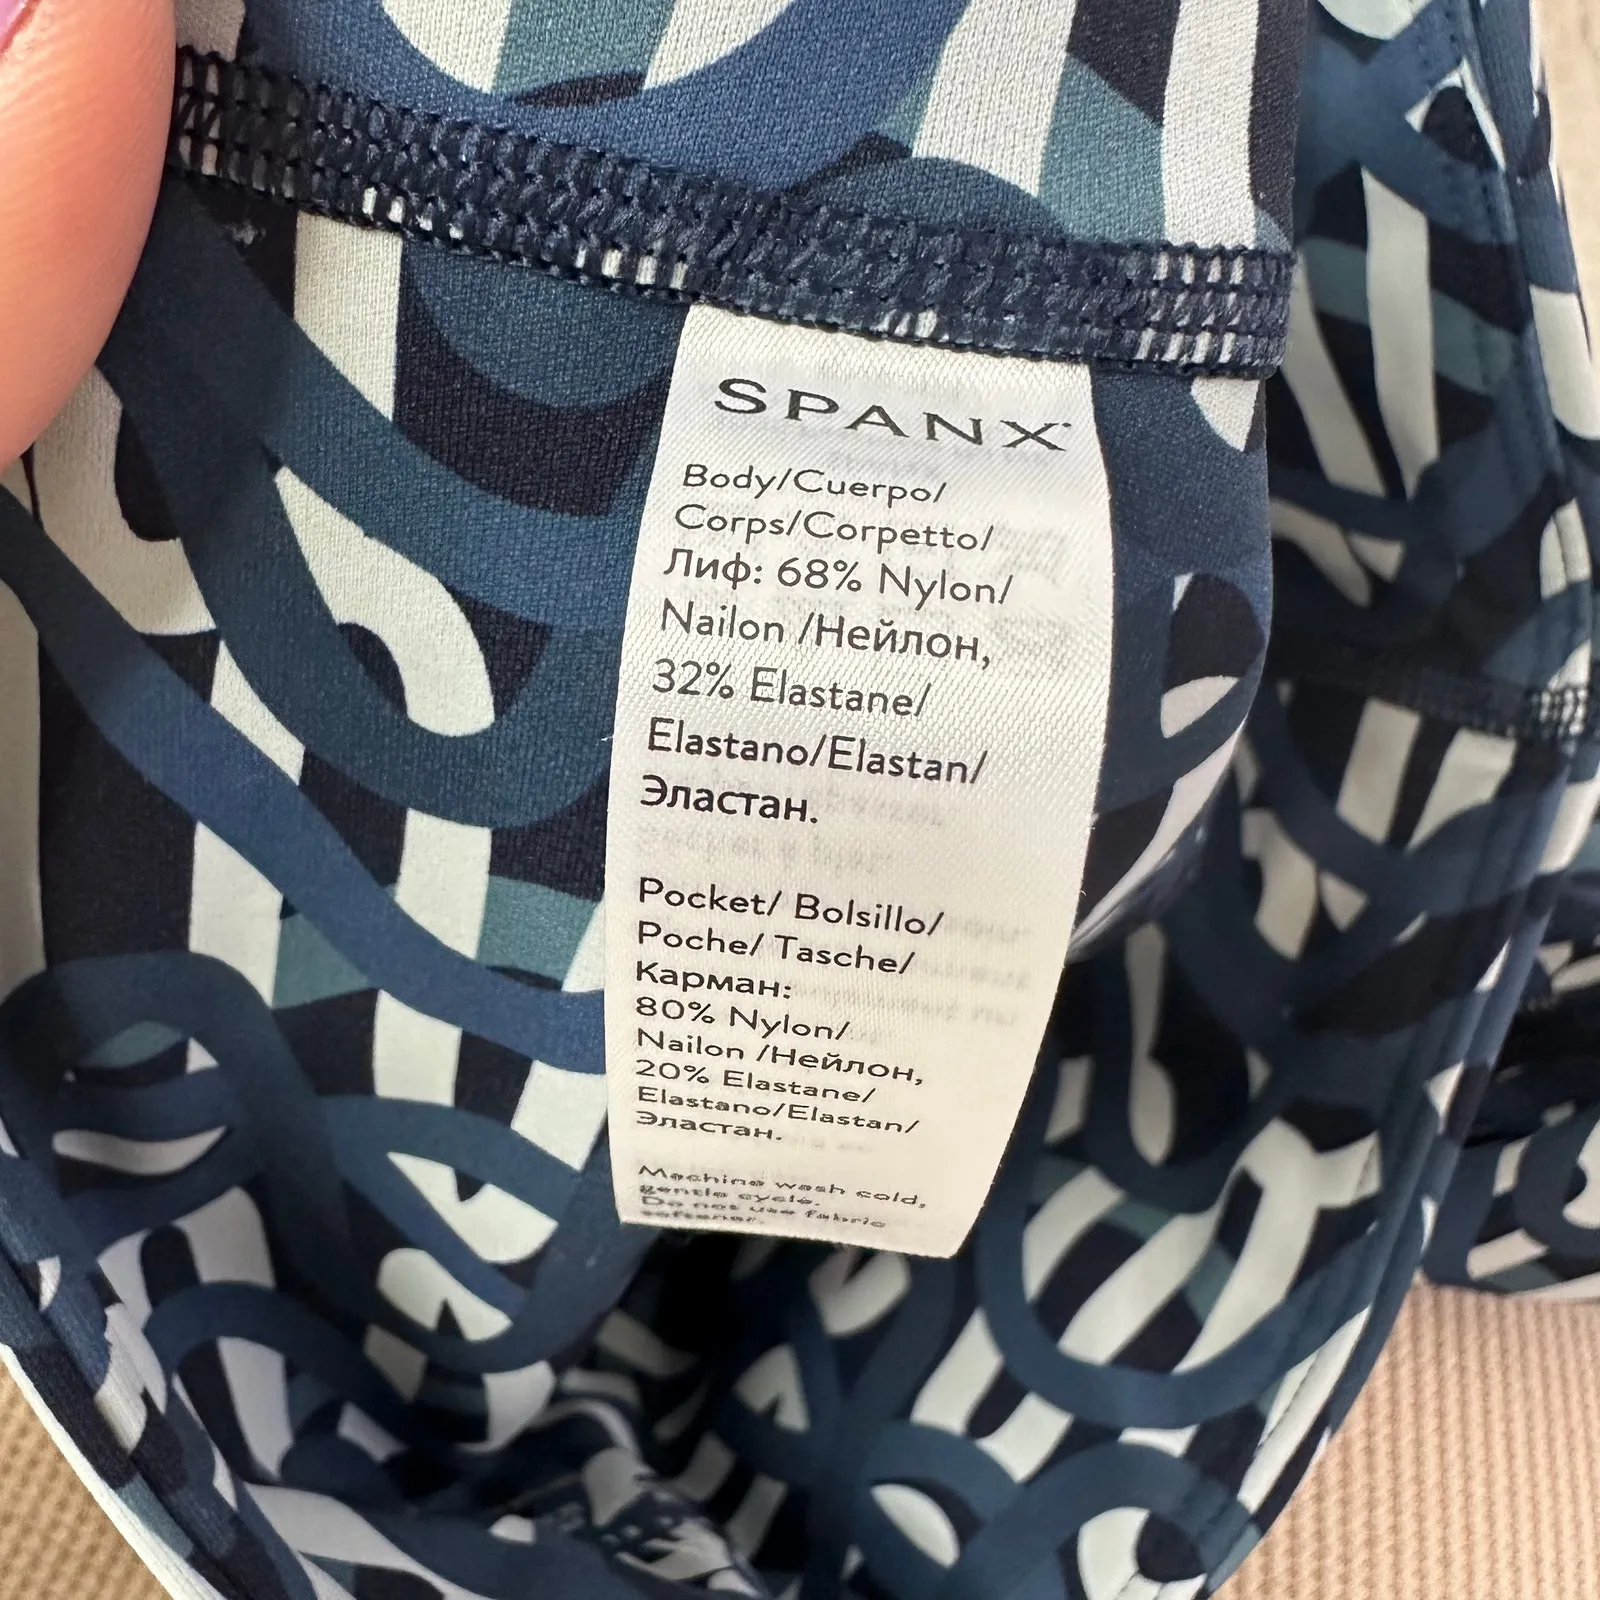 SPANX
Body/Cuerpo/
Corps/Corpetto/
Лиф: 68% Nylon/
Nailon /Нейлон,
32% Elastane/
Elastano/Elastan/
Эластан.
Pocket/ Bolsillo/
Poche/ Tasche/
Карман:
80% Nylon/
Nailon /Нейлон,
20% Elastane/
Elastano/Elastan/
Эластан.
Machine wash cold,
gentle cycle.
Do not use fabric
softener.